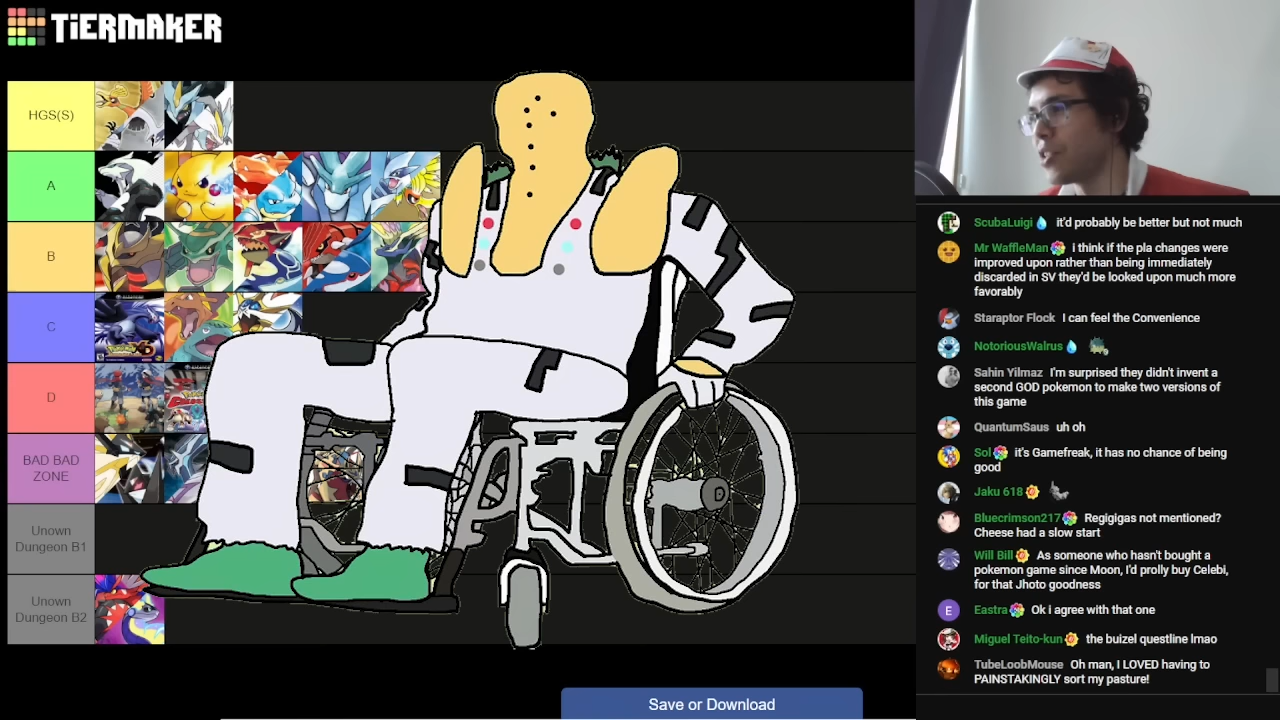 TiERMAKER
HGS(S)
A
B
C
D
BAD BAD
ZONE
Unown
Dungeon B1
Unown
Dungeon B2
Save or Download
ScubaLuigi it'd probably be better but not much
Mr WaffleMan i think if the pla changes were
improved upon rather than being immediately
discarded in SV they'd be looked upon much more
favorably
Staraptor Flock I can feel the Convenience
NotoriousWalrus
Sahin Yilmaz I'm surprised they didn't invent a
second GOD pokemon to make two versions of
this game
QuantumSaus uh oh
Sol it's Gamefreak, it has no chance of being
good
Jaku 618
Bluecrimson217 Regigigas not mentioned?
Cheese had a slow start
Will Bill As someone who hasn't bought a
pokemon game since Moon, I'd prolly buy Celebi,
for that Jhoto goodness
E
Eastra Ok i agree with that one
Miguel Teito-kun the buizel questline lmao
TubeLoobMouse Oh man, I LOVED having to
PAINSTAKINGLY sort my pasture!